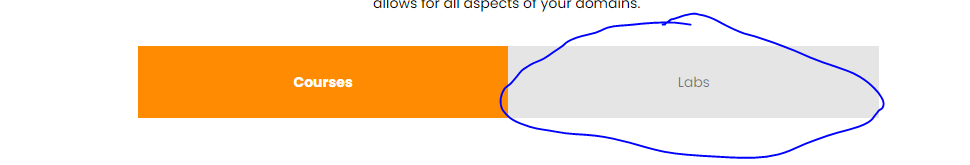 allows for all aspects of your domains.
Courses
Labs